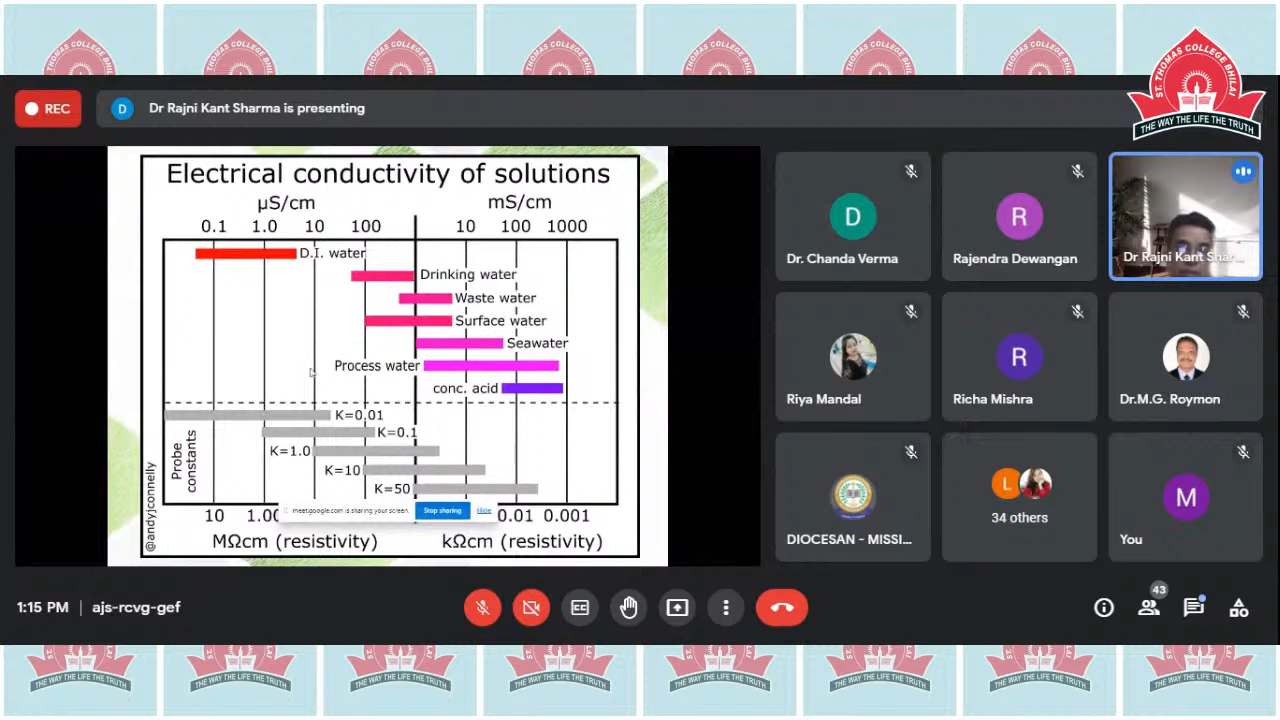 ST. THOMAS COLLEGE BHILAI
THE WAY THE LIFE THE TRUTH
REC
D
Dr Rajni Kant Sharma is presenting
Electrical conductivity of solutions
µS/cm
mS/cm
0.1 1.0 10 100 10 100 1000
D.I. water
Drinking water
Waste water
Surface water
Seawater
Process water
conc. acid
K=0.01
K=0.1
K=1.0
K=10
K=50
Probe
constants
@andyjconnelly
meet.google.com is sharing your screen.
Stop sharing
Hide
10 1.0 0.01 0.001
MΩcm (resistivity)
kΩcm (resistivity)
D
Dr. Chanda Verma
R
Rajendra Dewangan
Dr Rajni Kant Shar...
Riya Mandal
R
Richa Mishra
Dr.M.G. Roymon
DIOCESAN - MISSI...
L
34 others
M
You
1:15 PM | ajs-rcvg-gef
43